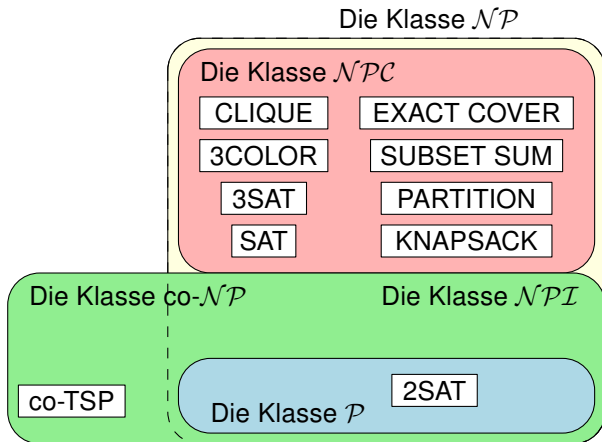 Die Klasse NP
Die Klasse NPC
CLIQUE EXACT COVER
3COLOR SUBSET SUM
3SAT PARTITION
SAT KNAPSACK
Die Klasse co-NP Die Klasse NPI
co-TSP 2SAT
Die Klasse P